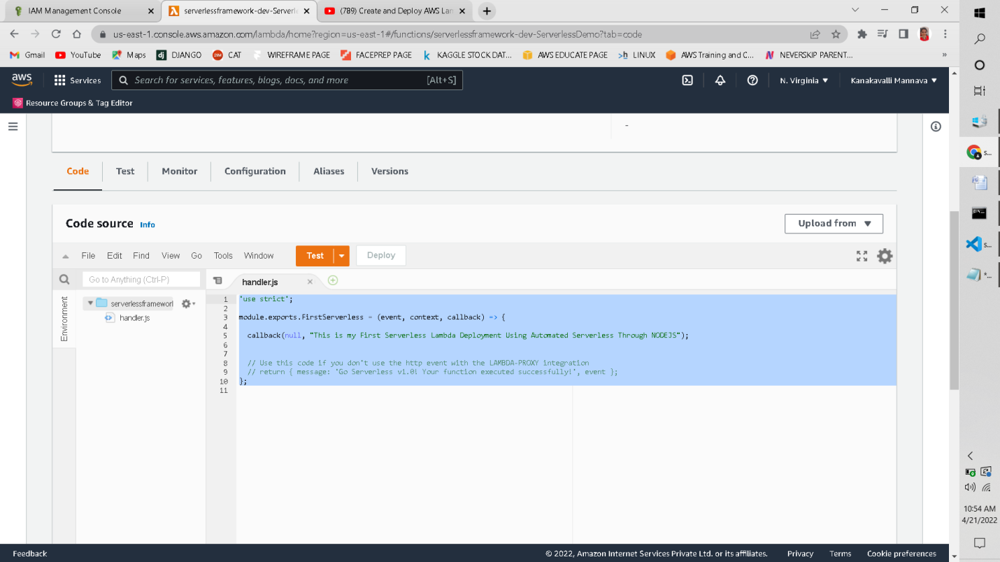 IAM Management Console
serverlessframework-dev-Serverl
(789) Create and Deploy AWS Lan
us-east-1.console.aws.amazon.com/lambda/home?region=us-east-1#/functions/serverlessframework-dev-ServerlessDemo?tab=code
Gmail YouTube Maps DJANGO CAT WIREFRAME PAGE FACEPREP PAGE KAGGLE STOCK DAT... AWS EDUCATE PAGE LINUX AWS Training and C... NEVERSKIP PARENT... »
aws Services Search for services, features, blogs, docs, and more [Alt+S] N. Virginia Kanakavalli Mannava
Resource Groups & Tag Editor
-
Code Test Monitor Configuration Aliases Versions
Code source Info Upload from
File Edit Find View Go Tools Window Test Deploy
Go to Anything (Ctrl-P) handler.js
Environment
serverlessframeworl
handler.js
1 'use strict';
2
3 module.exports.FirstServerless = (event, context, callback) => {
4
5 callback(null, "This is my First Serverless Lambda Deployment Using Automated Serverless Through NODEJS");
6
7
8 // Use this code if you don't use the http event with the LAMBDA-PROXY integration
9 // return { message: 'Go Serverless v1.0! Your function executed successfully!', event };
10 };
11
Feedback © 2022, Amazon Internet Services Private Ltd. or its affiliates. Privacy Terms Cookie preferences
s...
s...
*...
10:54 AM
4/21/2022